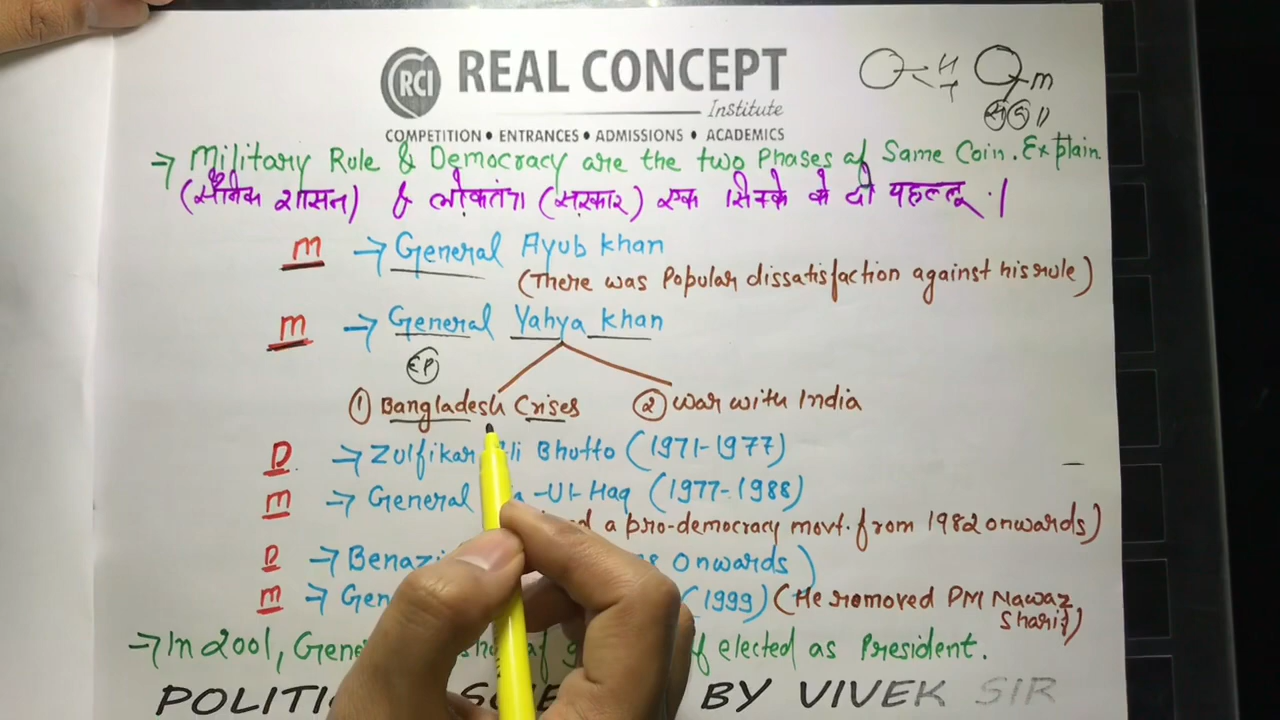 RCI REAL CONCEPT
Institute
COMPETITION • ENTRANCES • ADMISSIONS • ACADEMICS
H
T
m
D
→ Military Rule & Democracy are the two Phases of Same Coin. Explain
(सैनिक शासन) & लोकतंत्र (सरकार) एक सिक्के के दो पहल्लू.।
m → General Ayub Khan
(There was Popular dissatisfaction against his rule)
m → General Yahya Khan
EP
① Bangladesh Crises ② War with India
D → Zulfikar Ali Bhutto (1971-1977)
m → General -Ul-Haq (1977-1988)
a pro-democracy movt. from 1982 onwards)
D → Benazi Onwards)
m → Gen (1999) (He romoved PM Nawaz
Sharif)
→ In 2001, Gene elected as President.
POLITI SC BY VIVEK SIR